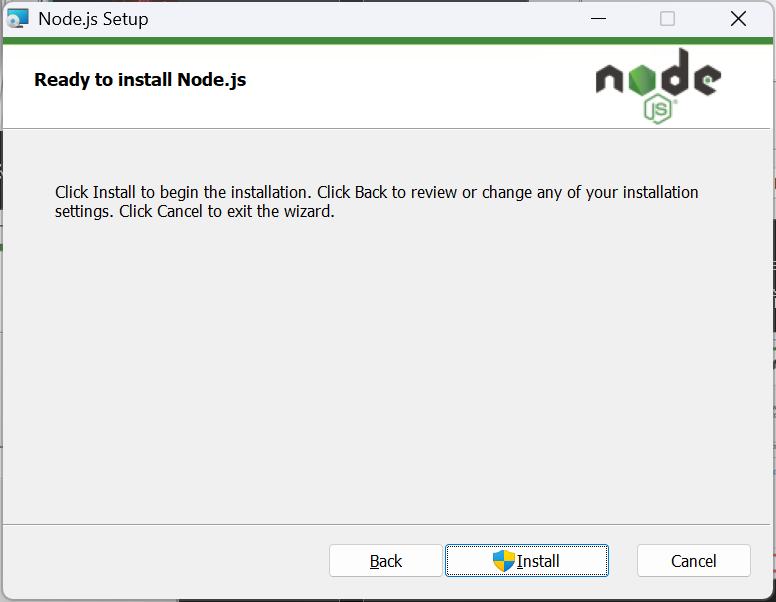 Node.js Setup
Ready to install Node.js
node
JS
Click Install to begin the installation. Click Back to review or change any of your installation
settings. Click Cancel to exit the wizard.
Back
Install
Cancel